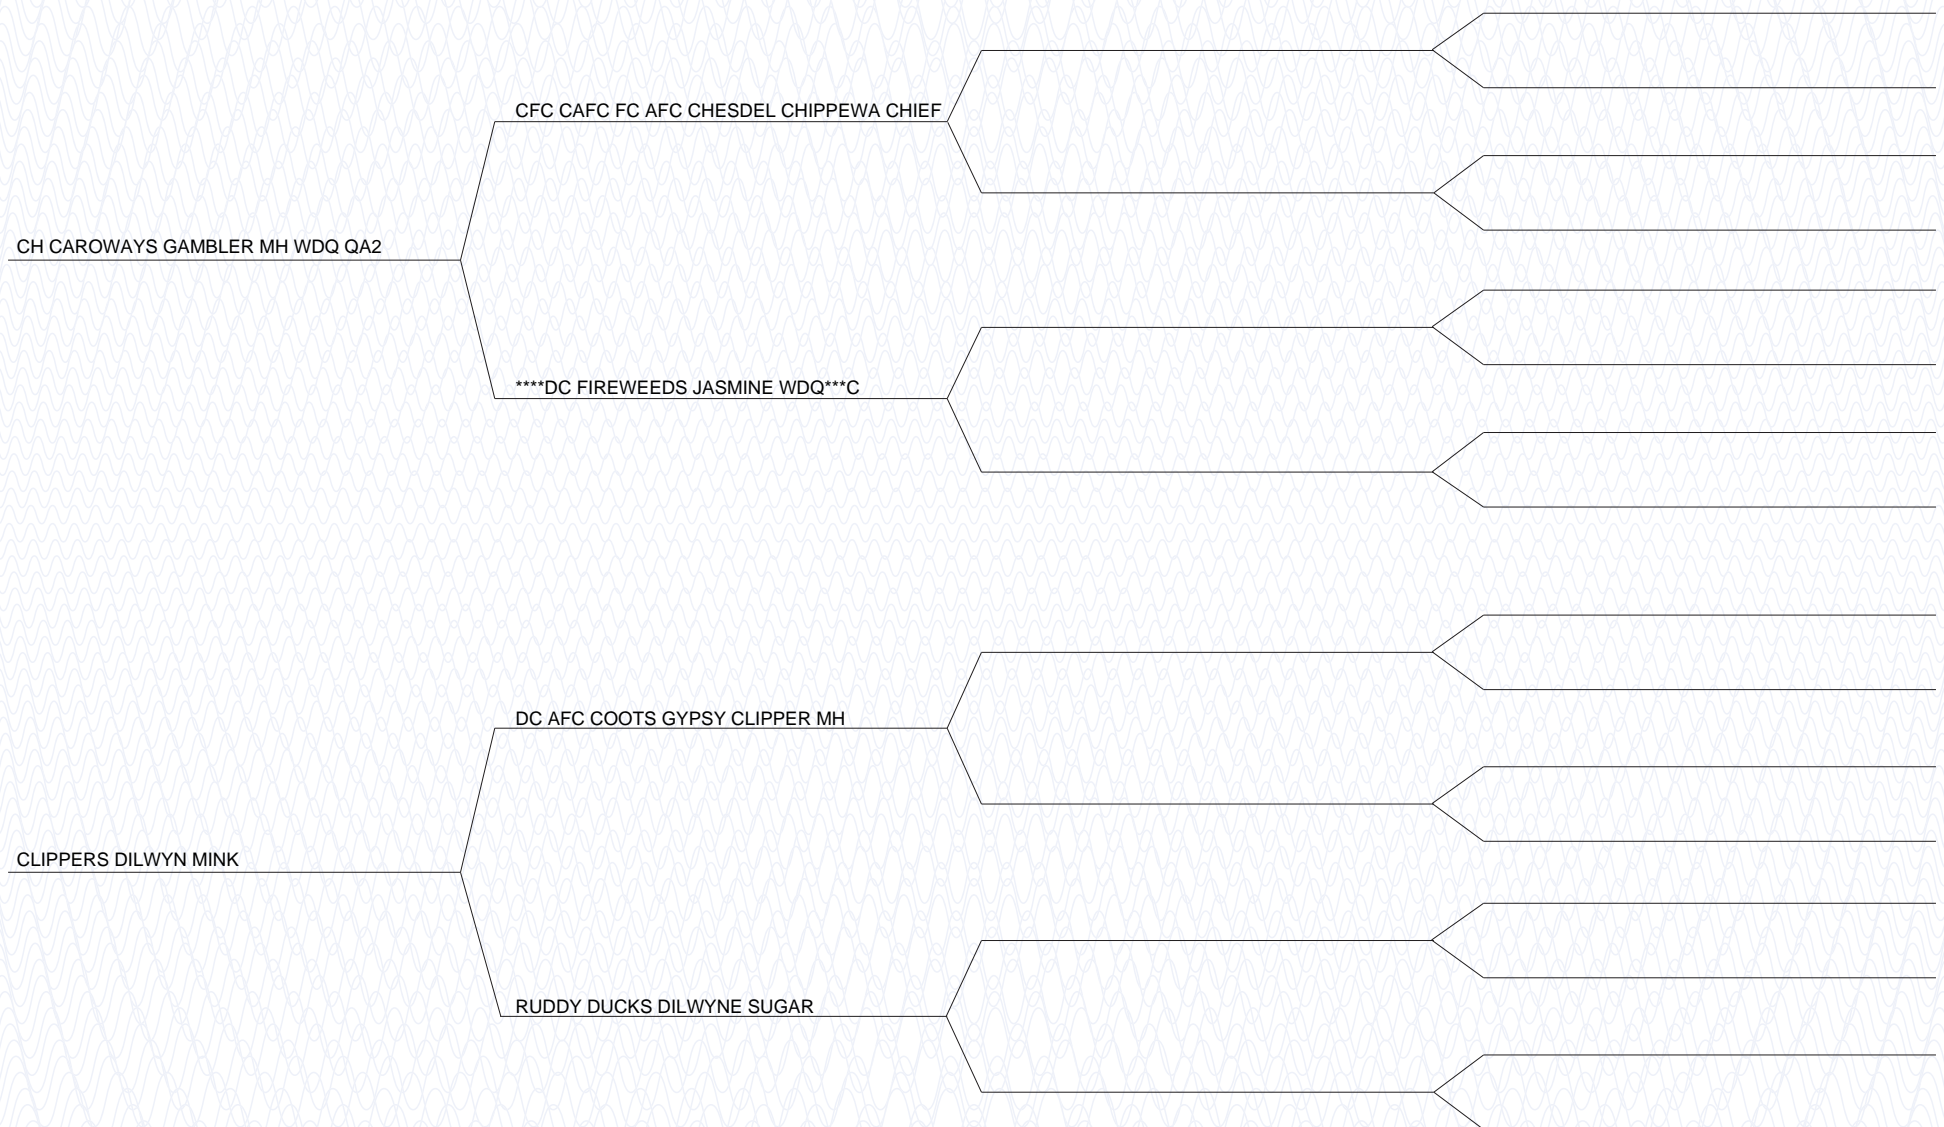 CFC CAFC FC AFC CHESDEL CHIPPEWA CHIEF
CH CAROWAYS GAMBLER MH WDQ QA2
****DC FIREWEEDS JASMINE WDQ***C
DC AFC COOTS GYPSY CLIPPER MH
CLIPPERS DILWYN MINK
RUDDY DUCKS DILWYNE SUGAR